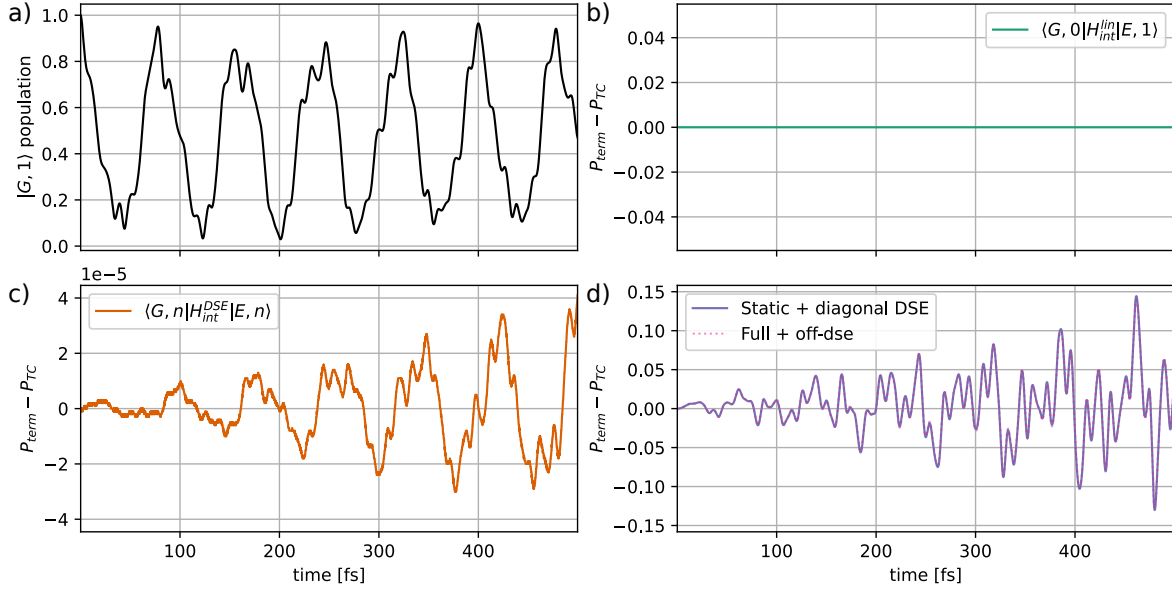 a)
1.0
0.8
0.6
0.4
0.2
0.0
|G, 1⟩ population
b)
0.04
0.02
0.00
−0.02
−0.04
P_term − P_TC
⟨G, 0|H_int^lin|E, 1⟩
c)
1e−5
4
2
0
−2
−4
P_term − P_TC
⟨G, n|H_int^DSE|E, n⟩
100
200
300
400
time [fs]
d)
0.15
0.10
0.05
0.00
−0.05
−0.10
−0.15
P_term − P_TC
Static + diagonal DSE
Full + off-dse
100
200
300
400
time [fs]